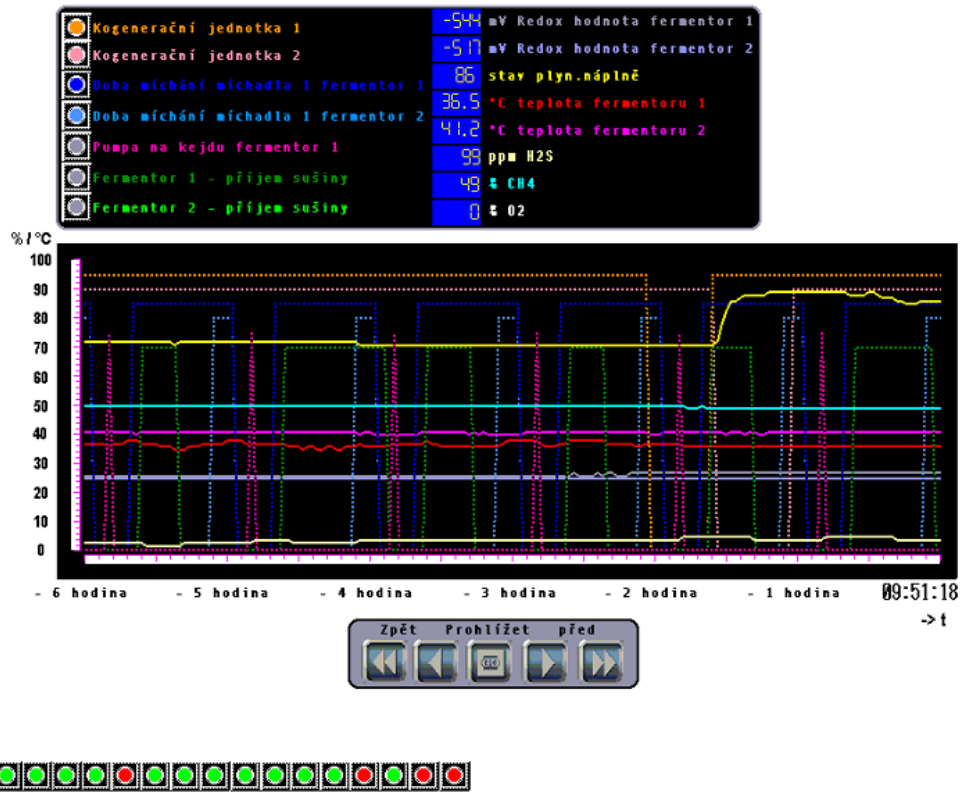 Kogenerační jednotka 1
Kogenerační jednotka 2
Doba míchání míchadla 1 fermentor 1
Doba míchání míchadla 1 fermentor 2
Pumpa na kejdu fermentor 1
Fermentor 1 - příjem sušiny
Fermentor 2 - příjem sušiny
-544 mV Redox hodnota fermentor 1
-517 mV Redox hodnota fermentor 2
86 stav plyn.náplně
36.5 °C teplota fermentoru 1
41.2 °C teplota fermentoru 2
99 ppm H2S
49 % CH4
0 % O2
% / °C
100
90
80
70
60
50
40
30
20
10
0
- 6 hodina - 5 hodina - 4 hodina - 3 hodina - 2 hodina - 1 hodina 09:51:18
-> t
Zpět Prohlížet před